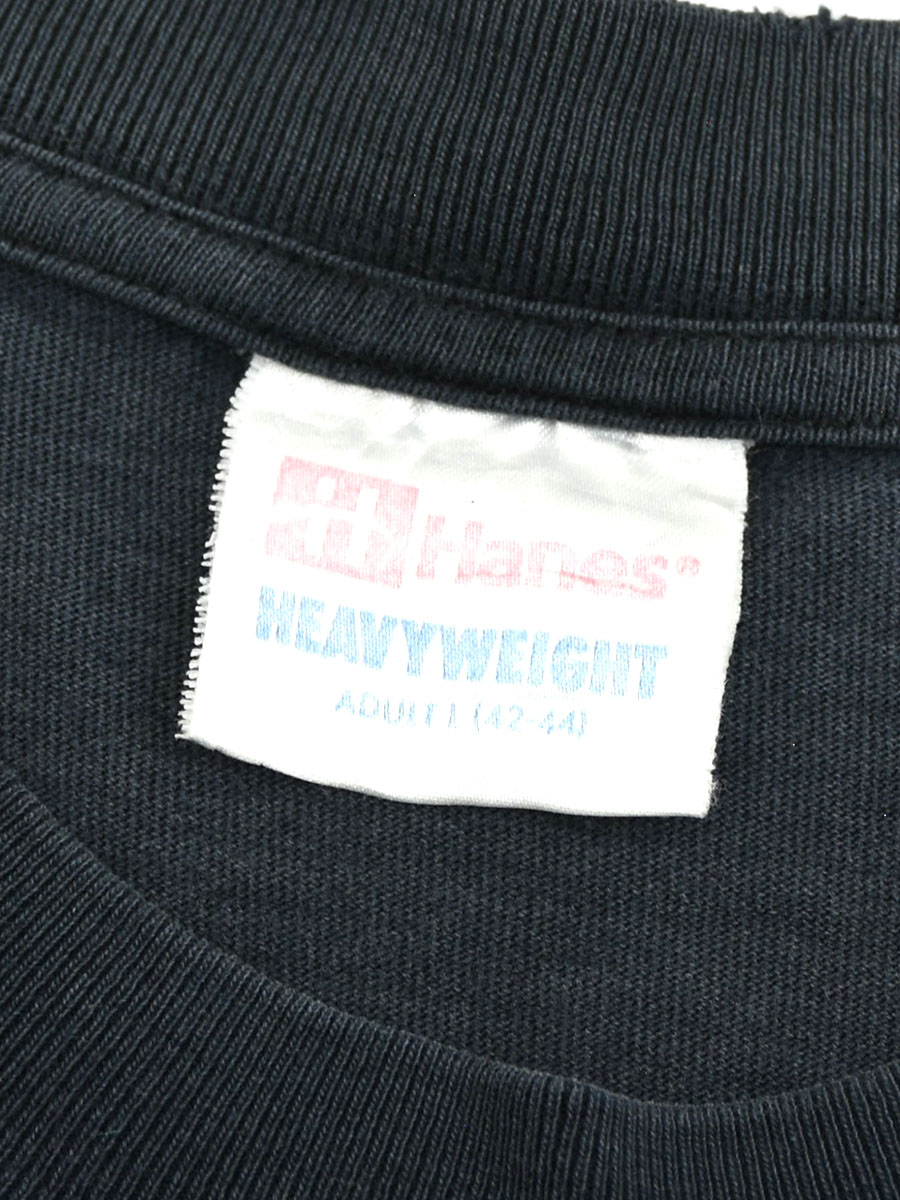 Hanes®
HEAVYWEIGHT
ADULT L (42-44)